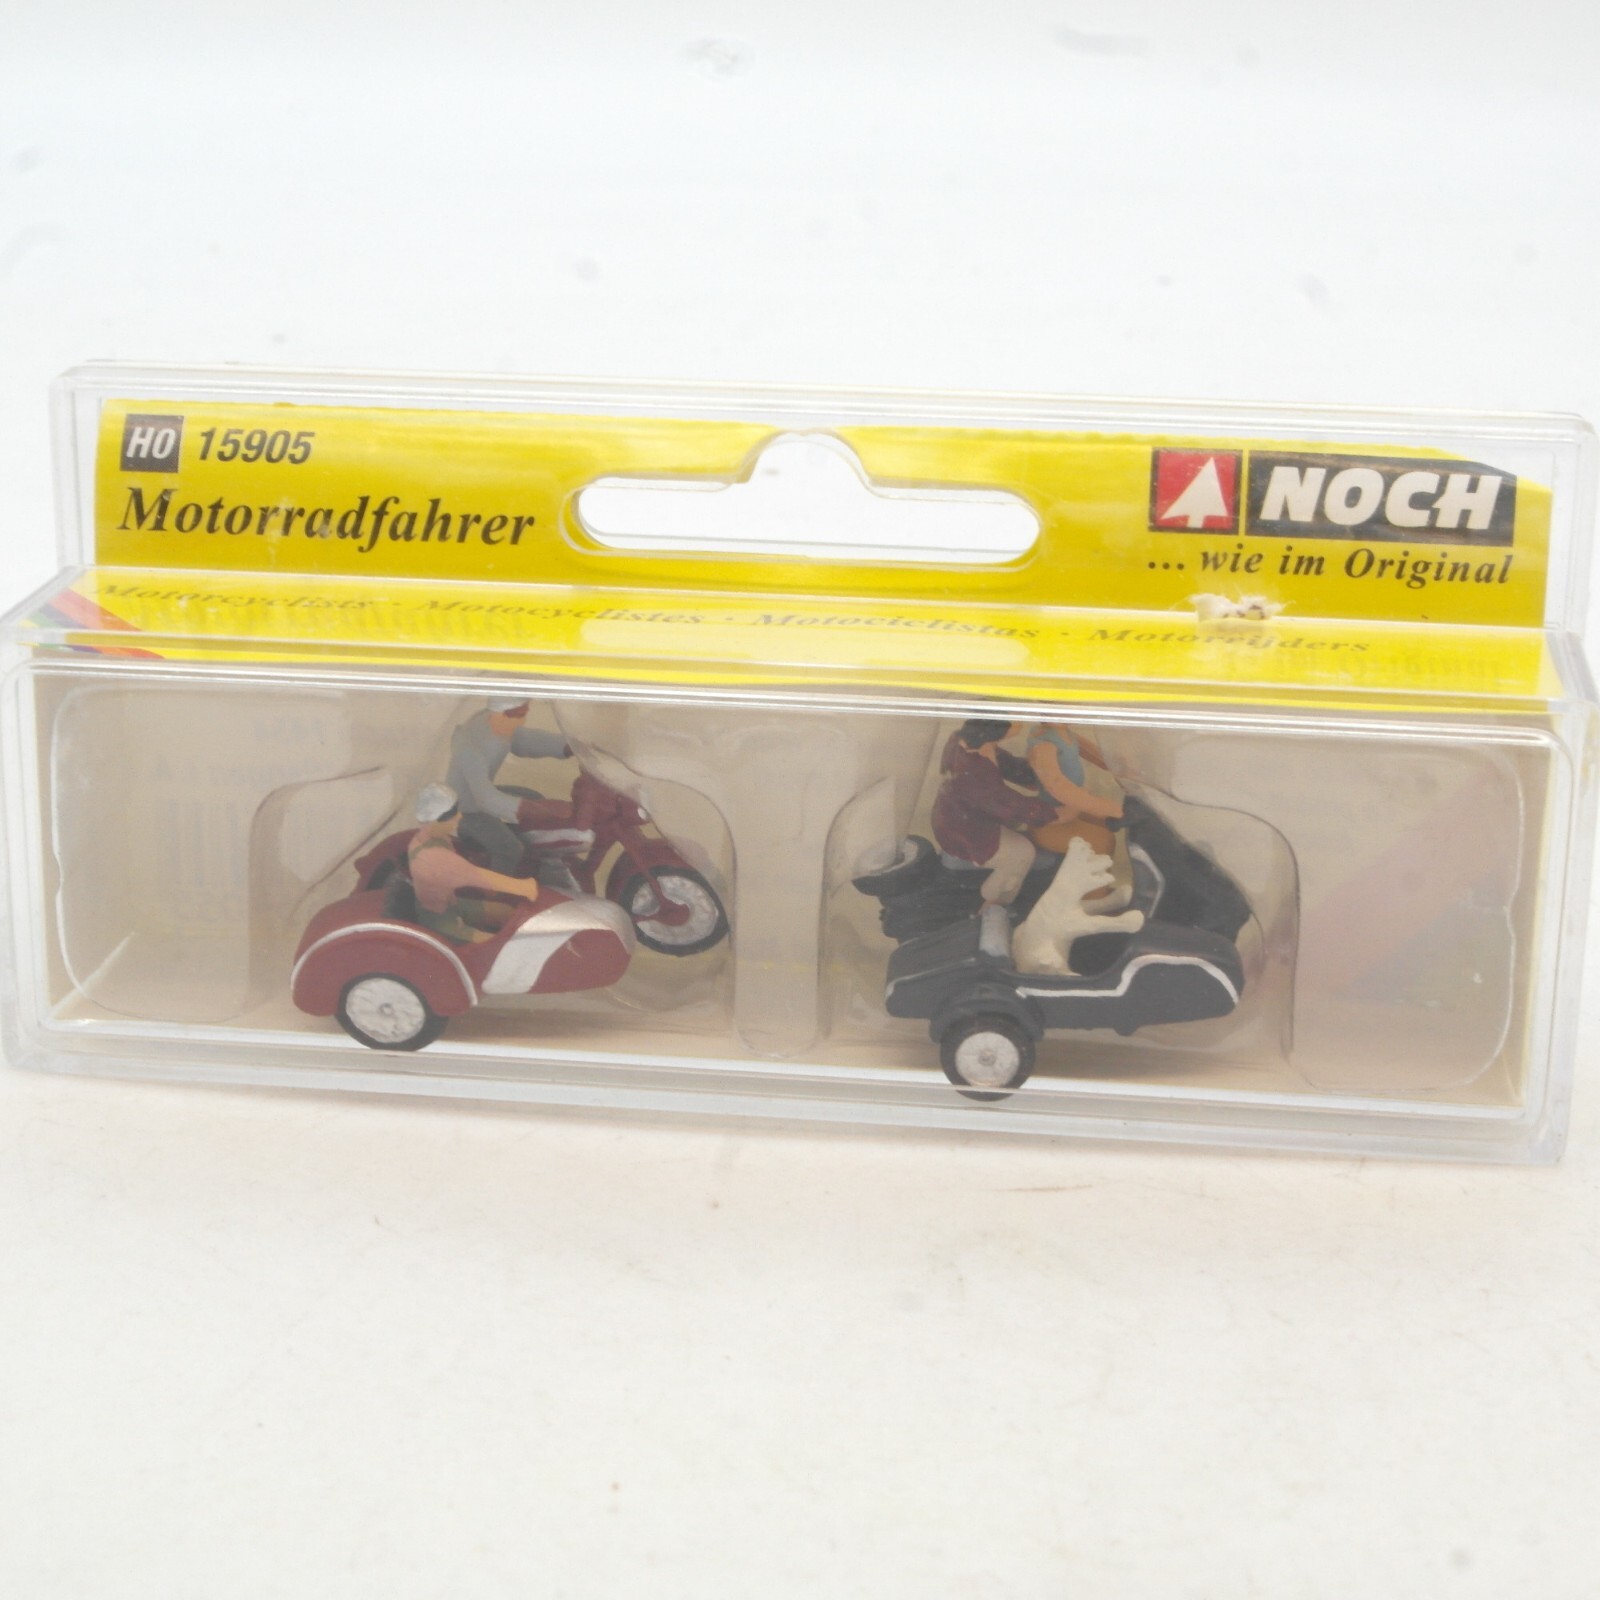 HO 15905
Motorradfahrer
NOCH
... wie im Original
Motorcyclists · Motocyclistes · Motociclistas · Motorrijders